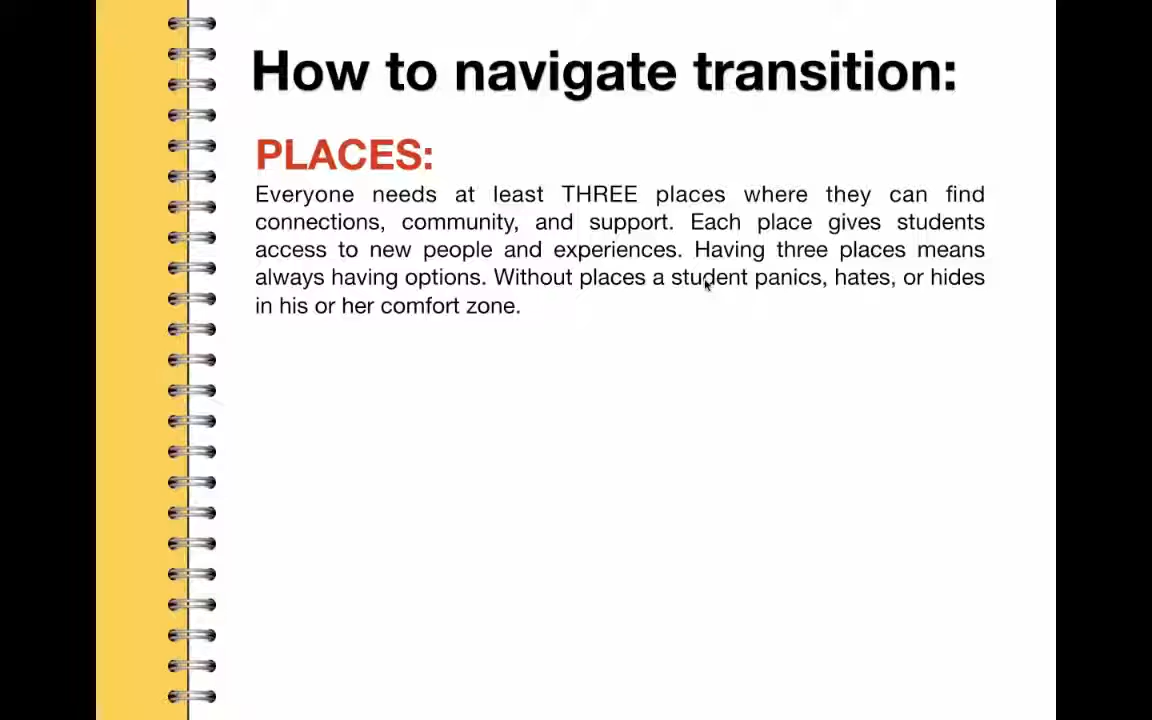 How to navigate transition:
PLACES:
Everyone needs at least THREE places where they can find
connections, community, and support. Each place gives students
access to new people and experiences. Having three places means
always having options. Without places a student panics, hates, or hides
in his or her comfort zone.